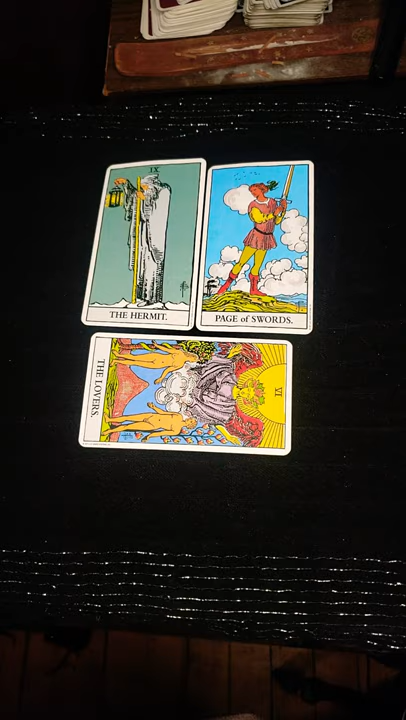 IX
THE HERMIT.
PAGE of SWORDS.
VI
THE LOVERS.